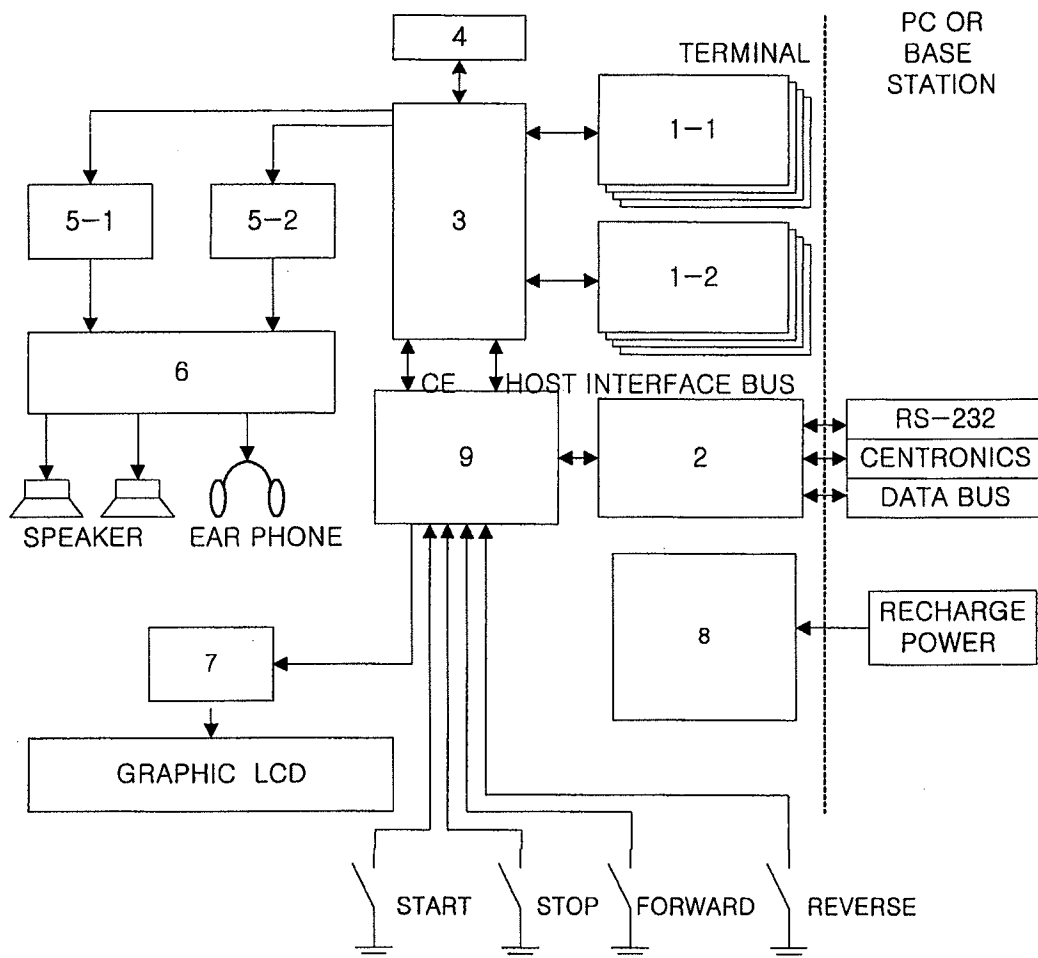 4
TERMINAL
PC OR
BASE
STATION
1-1
5-1
5-2
3
1-2
6
CE
HOST INTERFACE BUS
9
2
RS-232
CENTRONICS
DATA BUS
SPEAKER
EAR PHONE
8
RECHARGE
POWER
7
GRAPHIC LCD
START
STOP
FORWARD
REVERSE